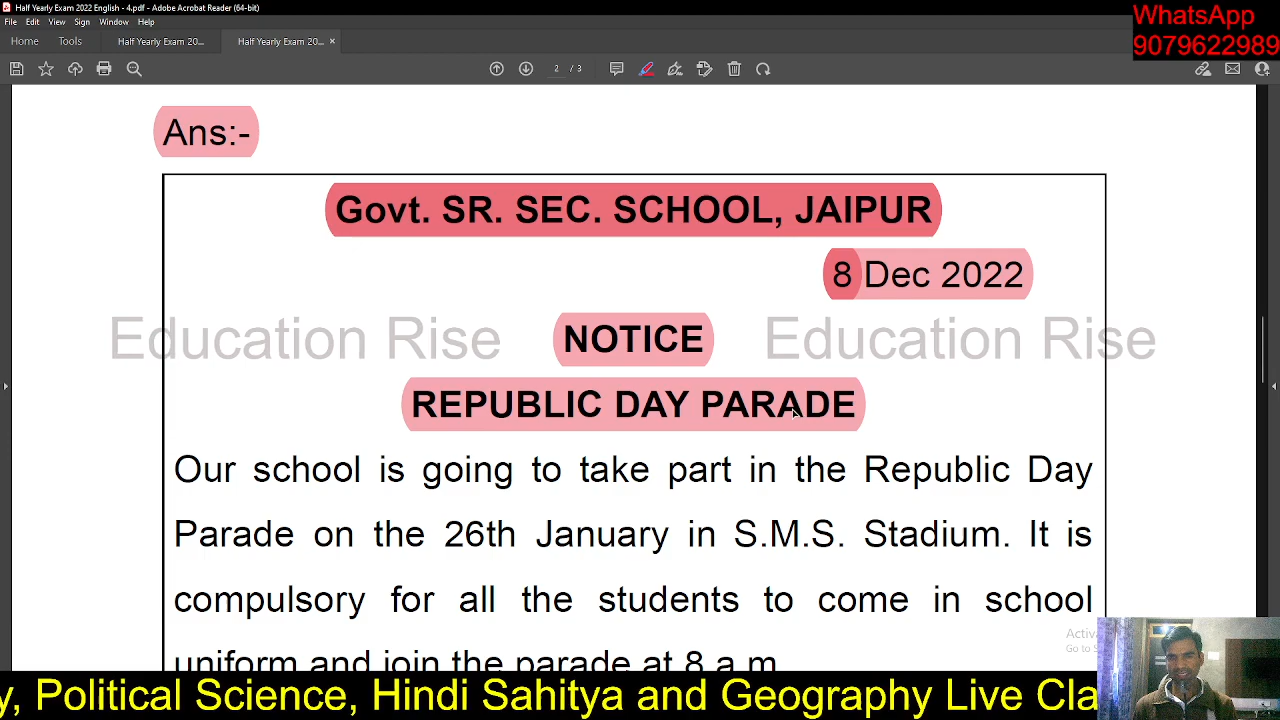 Half Yearly Exam 2022 English - 4.pdf - Adobe Acrobat Reader (64-bit)
File Edit View Sign Window Help
WhatsApp
9079622989
Home Tools Half Yearly Exam 20... Half Yearly Exam 20... ×
2 / 3
Ans:-
Govt. SR. SEC. SCHOOL, JAIPUR
8 Dec 2022
Education Rise NOTICE Education Rise
REPUBLIC DAY PARADE
Our school is going to take part in the Republic Day
Parade on the 26th January in S.M.S. Stadium. It is
compulsory for all the students to come in school
uniform and join the parade at 8 a.m.
Activ
Go to S
y, Political Science, Hindi Sahitya and Geography Live Cla